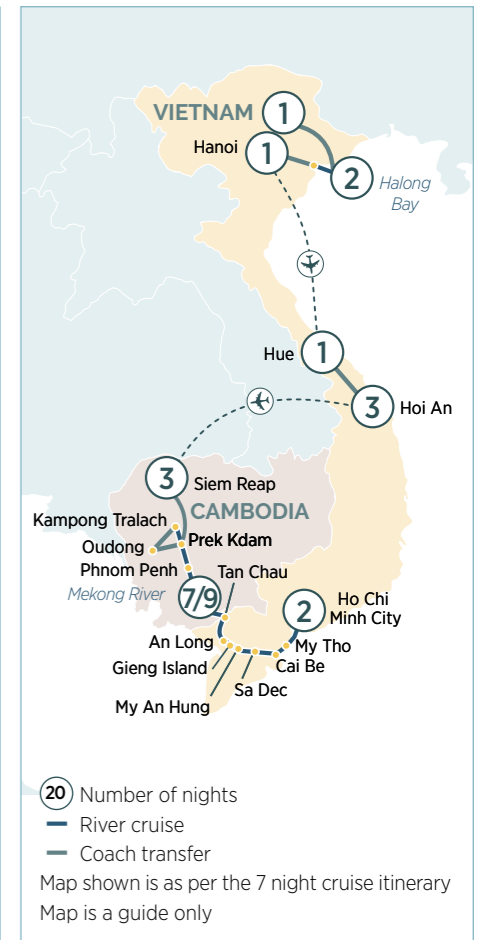 VIETNAM
1
Hanoi
1
2
Halong
Bay
Hue
1
3
Hoi An
3
Siem Reap
CAMBODIA
Kampong Tralach
Prek Kdam
Oudong
Phnom Penh
Tan Chau
Mekong River
7/9
2
Ho Chi
Minh City
An Long
My Tho
Gieng Island
Cai Be
Sa Dec
My An Hung
20 Number of nights
River cruise
Coach transfer
Map shown is as per the 7 night cruise itinerary
Map is a guide only